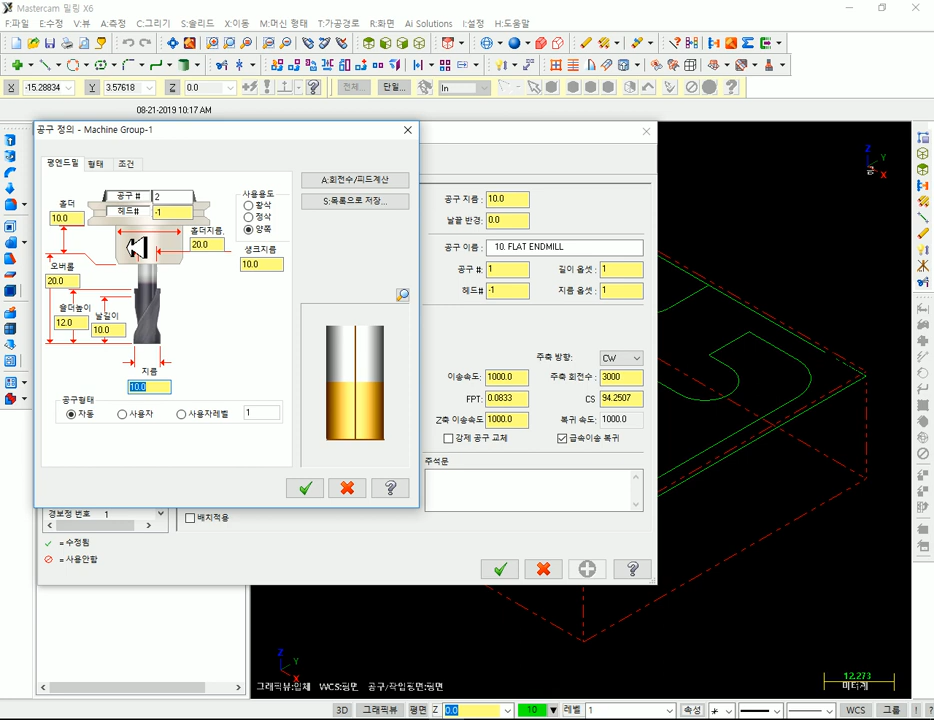 Mastercam 밀링 X6
F:파일 E:수정 V:뷰 A:측정 C:그리기 S:솔리드 X:이동 M:머신 형태 T:가공경로 R:화면 Ai Solutions I:설정 H:도움말
X -15.28834 Y 3.57618 Z 0.0 전체... 단일... In
08-21-2019 10:17 AM
공구 정의 - Machine Group-1
평엔드밀 형태 조건
공구 # 2
헤드# -1
홀더
10.0
홀더지름,
20.0
사용용도
황삭
정삭
양쪽
생크지름
10.0
오버롤
20.0
숄더높이
12.0
날길이
10.0
지름
10.0
공구형태
자동 사용자 사용자레벨 1
A:회전수/피드계산
S:목록으로 저장...
공구 지름 : 10.0
날끝 반경: 0.0
공구 이름 : 10. FLAT ENDMILL
공구 #: 1 길이 옵셋 : 1
헤드#: -1 지름 옵셋 : 1
주축 방향: CW
이송속도: 1000.0 주축 회전수 : 3000
FPT: 0.0833 CS 94.2507
Z축 이송속도 1000.0 복귀 속도: 1000.0
강제 공구 교체 급속이송 복귀
주석문
경보정 번호 1
배치적용
= 수정됨
= 사용안함
Z
Y
X
Z
Y
X
그래픽뷰:입체 WCS:평면 공구/작업평면:평면
12.273
미터계
3D 그래픽뷰 평면 Z 0.0 10 레벨 1 속성 WCS 그룹 ! ?